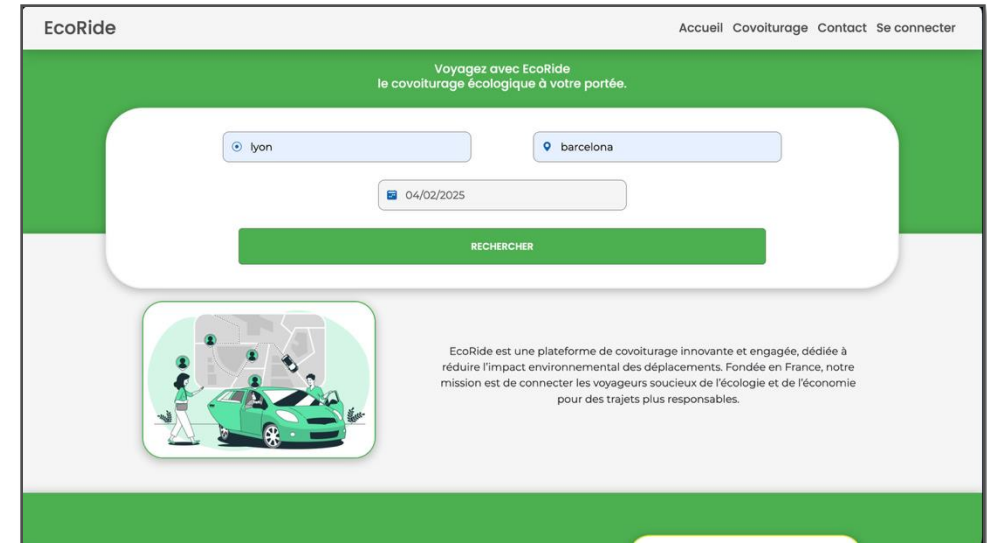 EcoRide
Accueil Covoiturage Contact Se connecter
Voyagez avec EcoRide
le covoiturage écologique à votre portée.
lyon
barcelona
04/02/2025
RECHERCHER
EcoRide est une plateforme de covoiturage innovante et engagée, dédiée à
réduire l'impact environnemental des déplacements. Fondée en France, notre
mission est de connecter les voyageurs soucieux de l'écologie et de l'économie
pour des trajets plus responsables.